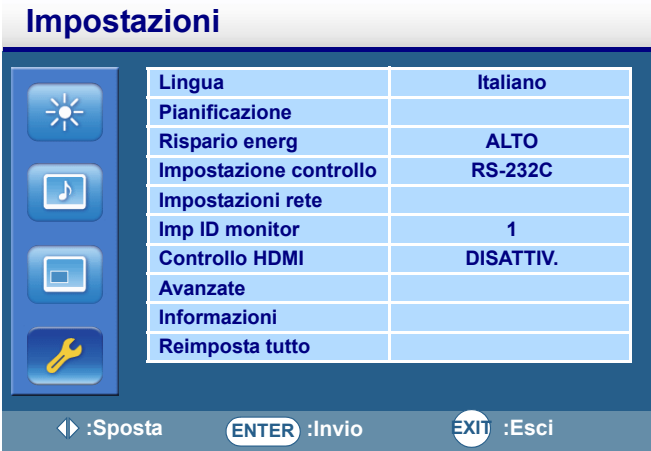 Impostazioni
Lingua Italiano
Pianificazione
Rispario energ ALTO
Impostazione controllo RS-232C
Impostazioni rete
Imp ID monitor 1
Controllo HDMI DISATTIV.
Avanzate
Informazioni
Reimposta tutto
:Sposta ENTER :Invio EXIT :Esci